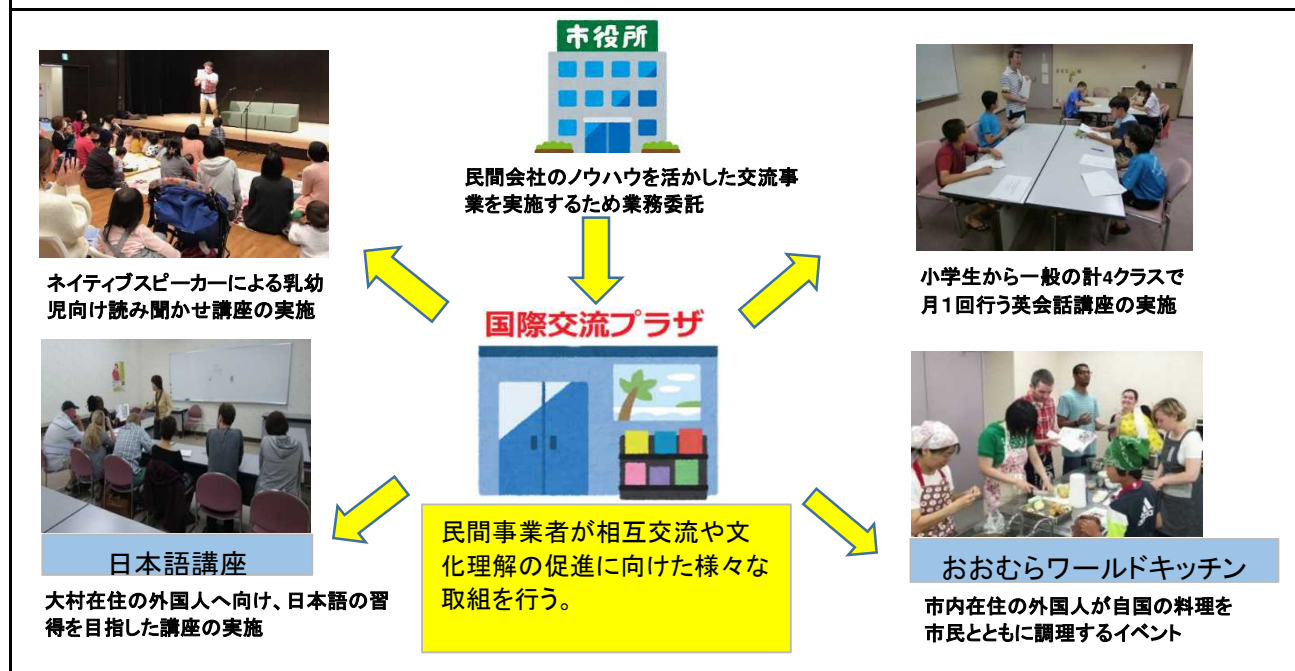 市役所
民間会社のノウハウを活かした交流事
業を実施するため業務委託
ネイティブスピーカーによる乳幼
児向け読み聞かせ講座の実施
小学生から一般の計4クラスで
月1回行う英会話講座の実施
国際交流プラザ
民間事業者が相互交流や文
化理解の促進に向けた様々な
取組を行う。
日本語講座
大村在住の外国人へ向け、日本語の習
得を目指した講座の実施
おおむらワールドキッチン
市内在住の外国人が自国の料理を
市民とともに調理するイベント